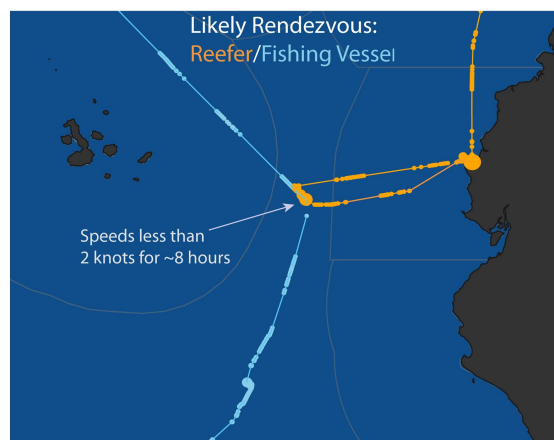 Likely Rendezvous:
Reefer/Fishing Vessel
Speeds less than
2 knots for ~8 hours